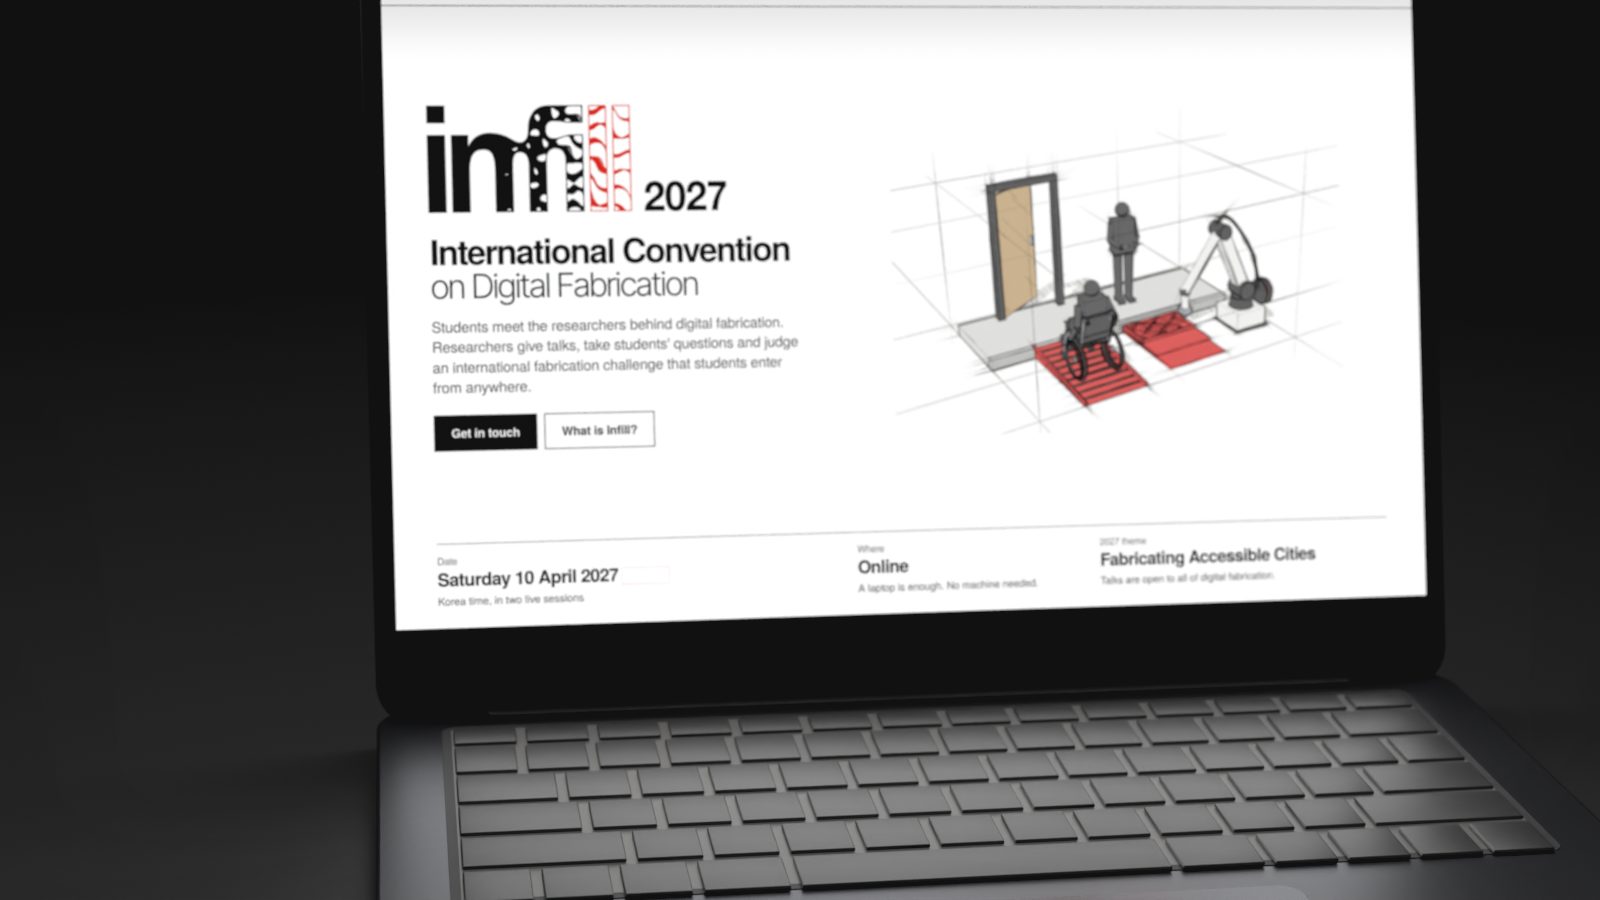 infill 2027
International Convention
on Digital Fabrication
Students meet the researchers behind digital fabrication.
Researchers give talks, take students' questions and judge
an international fabrication challenge that students enter
from anywhere.
Get in touch
What is Infill?
Date
Saturday 10 April 2027
Korea time, in two live sessions
Where
Online
A laptop is enough. No machine needed.
2027 theme
Fabricating Accessible Cities
Talks are open to all of digital fabrication.